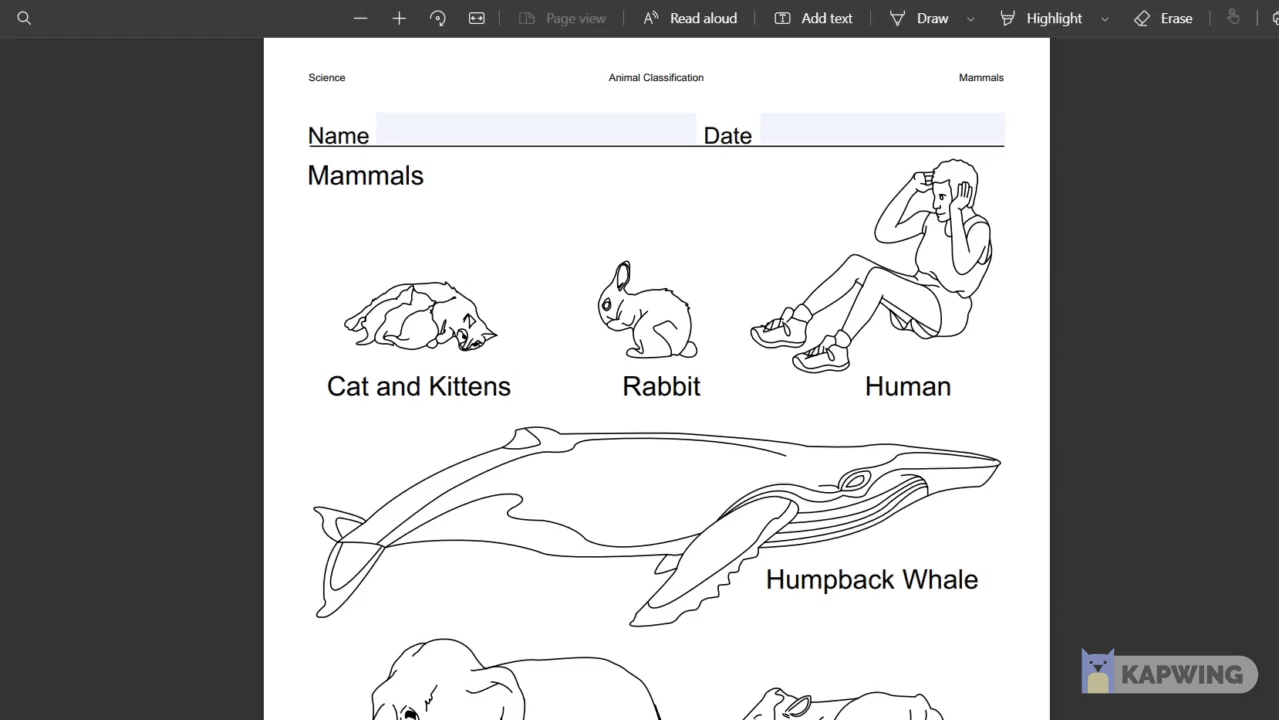 Page view Read aloud Add text Draw Highlight Erase
Science Animal Classification Mammals
Name Date
Mammals
Cat and Kittens Rabbit Human
Humpback Whale
KAPWING